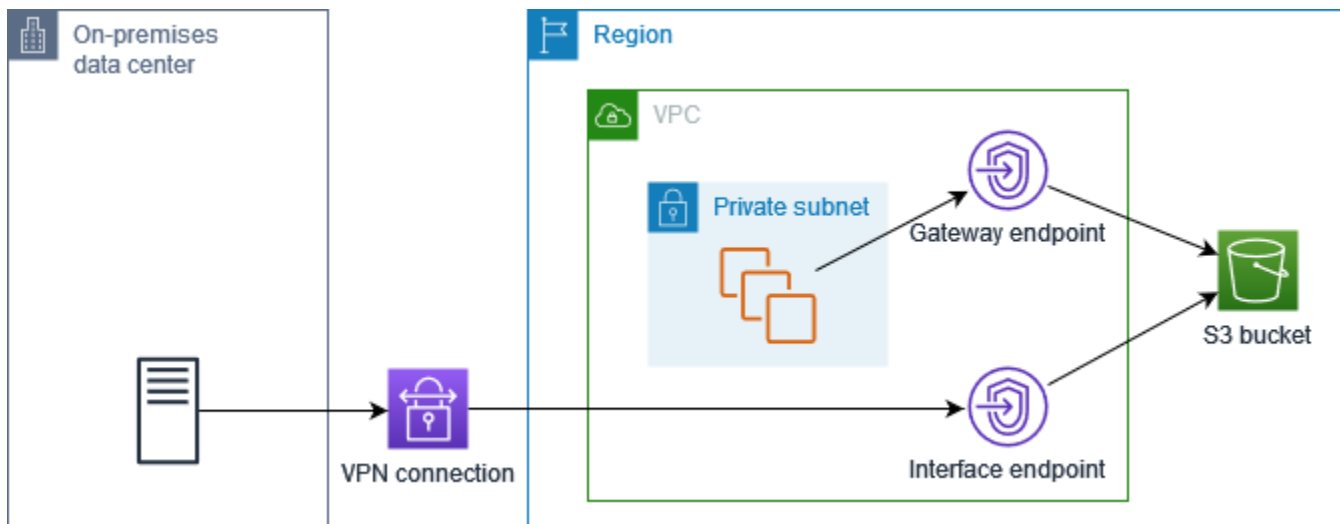 On-premises
data center
Region
VPC
Private subnet
Gateway endpoint
S3 bucket
VPN connection
Interface endpoint